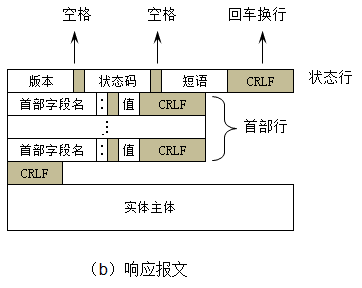 空格 空格 回车换行
版本 状态码 短语 CRLF 状态行
首部字段名 : 值 CRLF
⋮ 首部行
首部字段名 : 值 CRLF
CRLF
实体主体
（b）响应报文